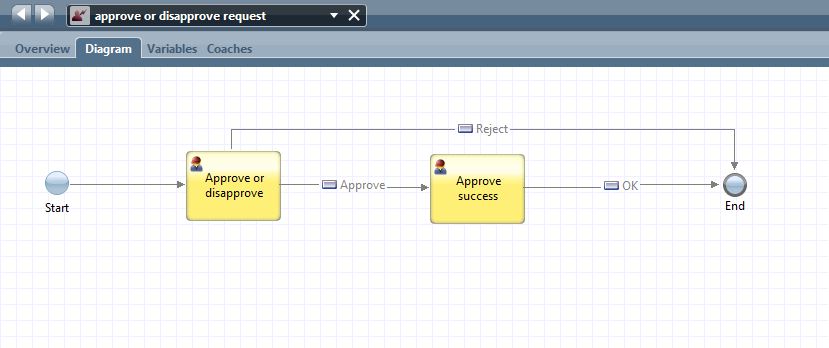 approve or disapprove request
Overview Diagram Variables Coaches
Reject
Start
Approve or
disapprove
Approve
Approve
success
OK
End